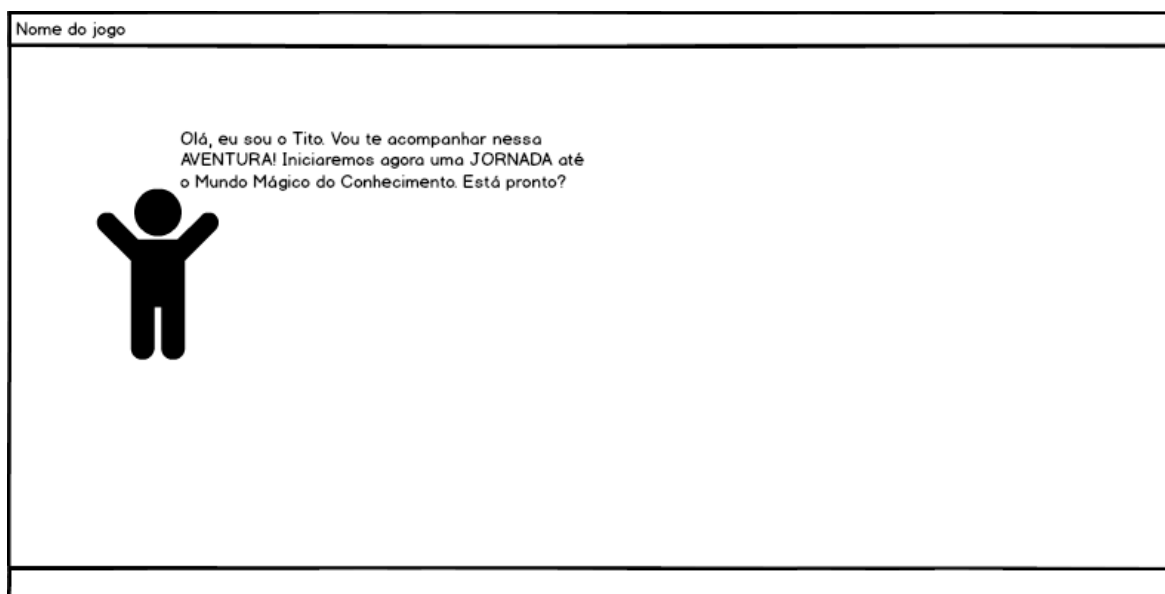 Nome do jogo
Olá, eu sou o Tito. Vou te acompanhar nessa
AVENTURA! Iniciaremos agora uma JORNADA até
o Mundo Mágico do Conhecimento. Está pronto?